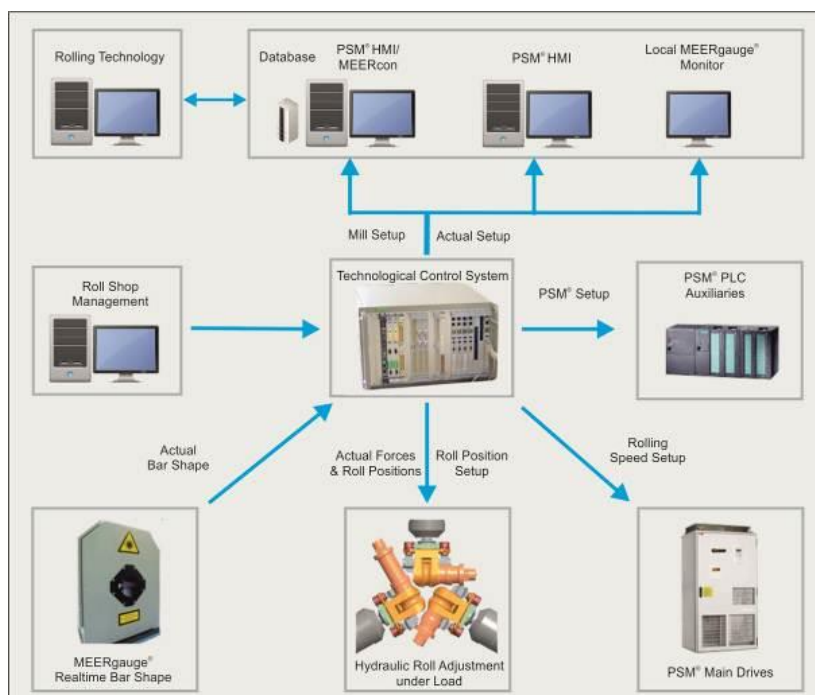 Rolling Technology
Database
PSM® HMI/
MEERcon
PSM® HMI
Local MEERgauge®
Monitor
Mill Setup
Actual Setup
Roll Shop
Management
Technological Control System
PSM® Setup
PSM® PLC
Auxiliaries
Actual
Bar Shape
Actual Forces
& Roll Positions
Roll Position
Setup
Rolling
Speed Setup
MEERgauge®
Realtime Bar Shape
Hydraulic Roll Adjustment
under Load
PSM® Main Drives